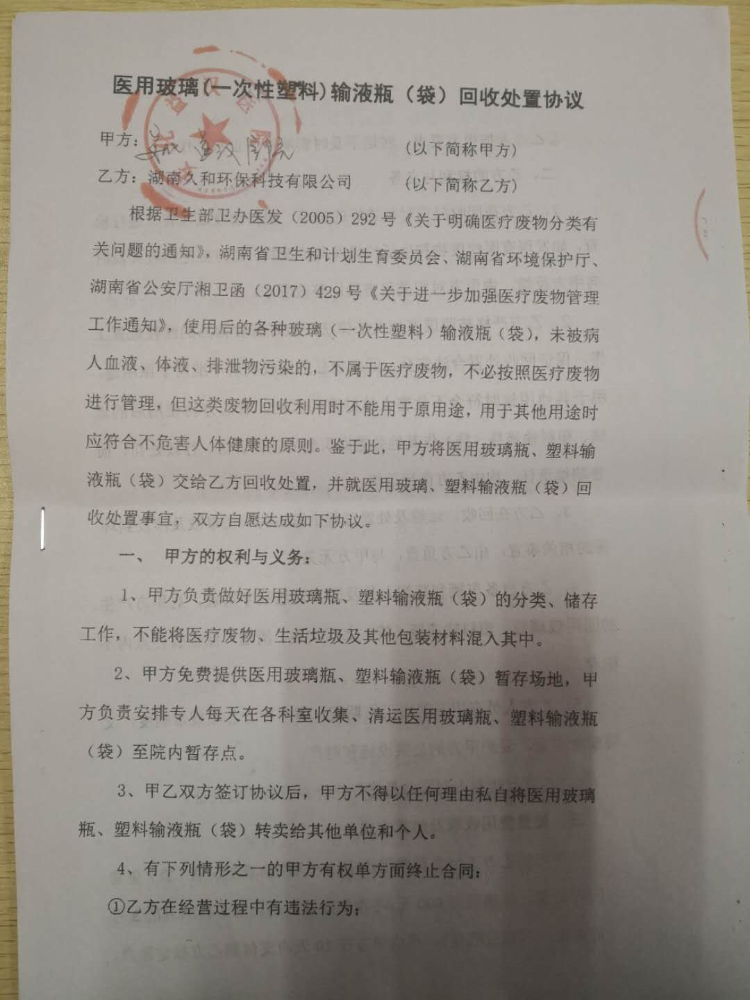 医用玻璃(一次性塑料)输液瓶（袋）回收处置协议
甲方： (以下简称甲方)
乙方：湖南久和环保科技有限公司 (以下简称乙方)
根据卫生部卫办医发（2005）292号《关于明确医疗废物分类有
关问题的通知》，湖南省卫生和计划生育委员会、湖南省环境保护厅、
湖南省公安厅湘卫函（2017）429号《关于进一步加强医疗废物管理
工作通知》，使用后的各种玻璃（一次性塑料）输液瓶（袋），未被病
人血液、体液、排泄物污染的，不属于医疗废物，不必按照医疗废物
进行管理，但这类废物回收利用时不能用于原用途，用于其他用途时
应符合不危害人体健康的原则。鉴于此，甲方将医用玻璃瓶、塑料输
液瓶（袋）交给乙方回收处置，并就医用玻璃、塑料输液瓶（袋）回
收处置事宜，双方自愿达成如下协议。
一、 甲方的权利与义务：
1、甲方负责做好医用玻璃瓶、塑料输液瓶（袋）的分类、储存
工作，不能将医疗废物、生活垃圾及其他包装材料混入其中。
2、甲方免费提供医用玻璃瓶、塑料输液瓶（袋）暂存场地，甲
方负责安排专人每天在各科室收集、清运医用玻璃瓶、塑料输液瓶
（袋）至院内暂存点。
3、甲乙双方签订协议后，甲方不得以任何理由私自将医用玻璃
瓶、塑料输液瓶（袋）转卖给其他单位和个人。
4、有下列情形之一的甲方有权单方面终止合同：
①乙方在经营过程中有违法行为；